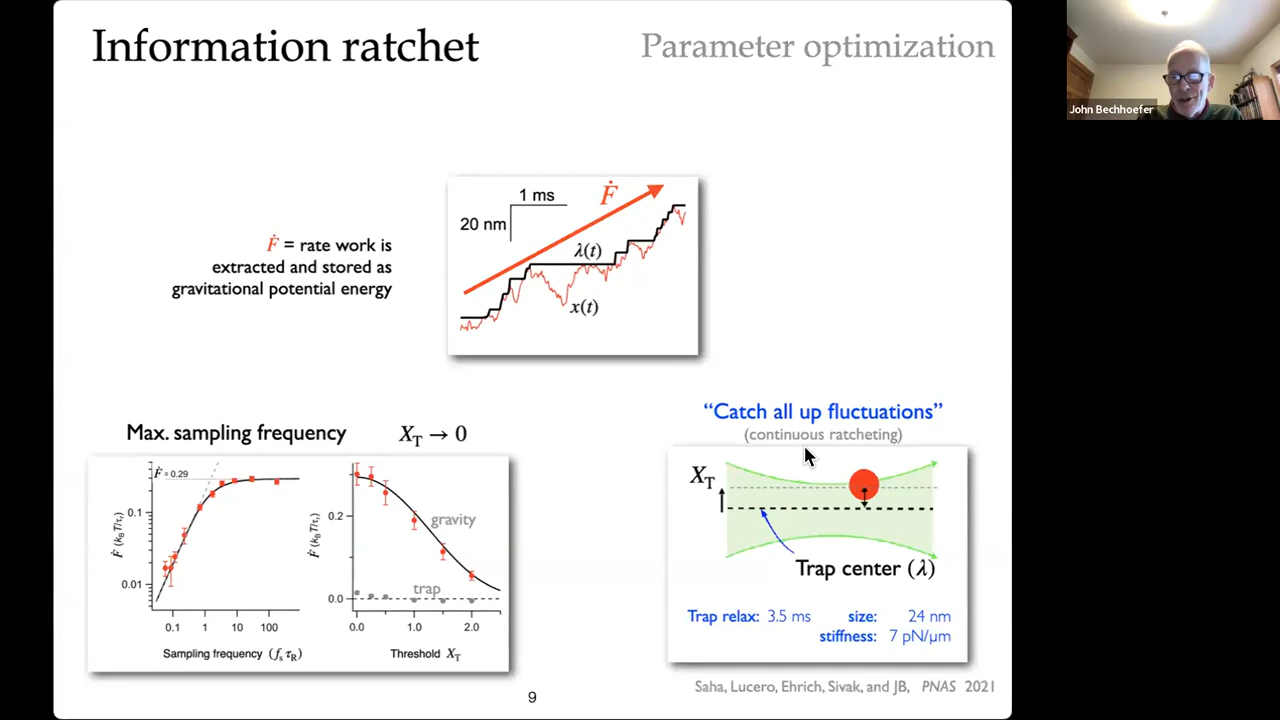 Information ratchet
Parameter optimization
John Bechhoefer
Ḟ = rate work is
extracted and stored as
gravitational potential energy
1 ms
20 nm
Ḟ
λ(t)
x(t)
Max. sampling frequency
X_T → 0
Ḟ = 0.29
0.1
0.01
Ḟ (k_BT/τ_r)
0.1 1 10 100
Sampling frequency (f_s τ_R)
Ḟ (k_BT/τ_r)
0.2
0.0
gravity
trap
0.0 1.0 2.0
Threshold X_T
“Catch all up fluctuations”
(continuous ratcheting)
X_T
Trap center (λ)
Trap relax: 3.5 ms size: 24 nm
stiffness: 7 pN/µm
Saha, Lucero, Ehrich, Sivak, and JB, PNAS 2021
9